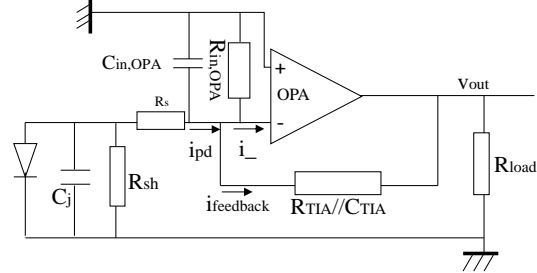 Cin,OPA
Rin,OPA
+
OPA
-
vout
Rs
ipd
i_
Cj
Rsh
ifeedback
RTIA//CTIA
Rload